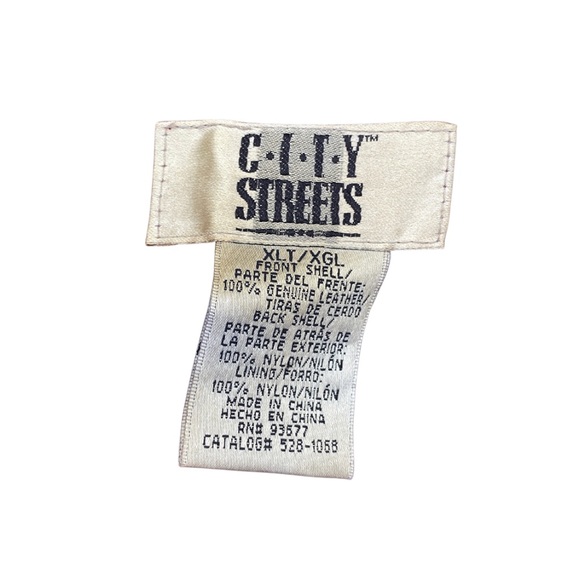 C·I·T·Y™
STREETS
XLT/XGL
FRONT SHELL/
PARTE DEL FRENTE:
100% GENUINE LEATHER/
TIRAS DE CERDO
BACK SHELL/
PARTE DE ATRÁS DE
LA PARTE EXTERIOR:
100% NYLON/NILÓN
LINING/FORRO:
100% NYLON/NILÓN
MADE IN CHINA
HECHO EN CHINA
RN# 93677
CATALOG# 528-1068